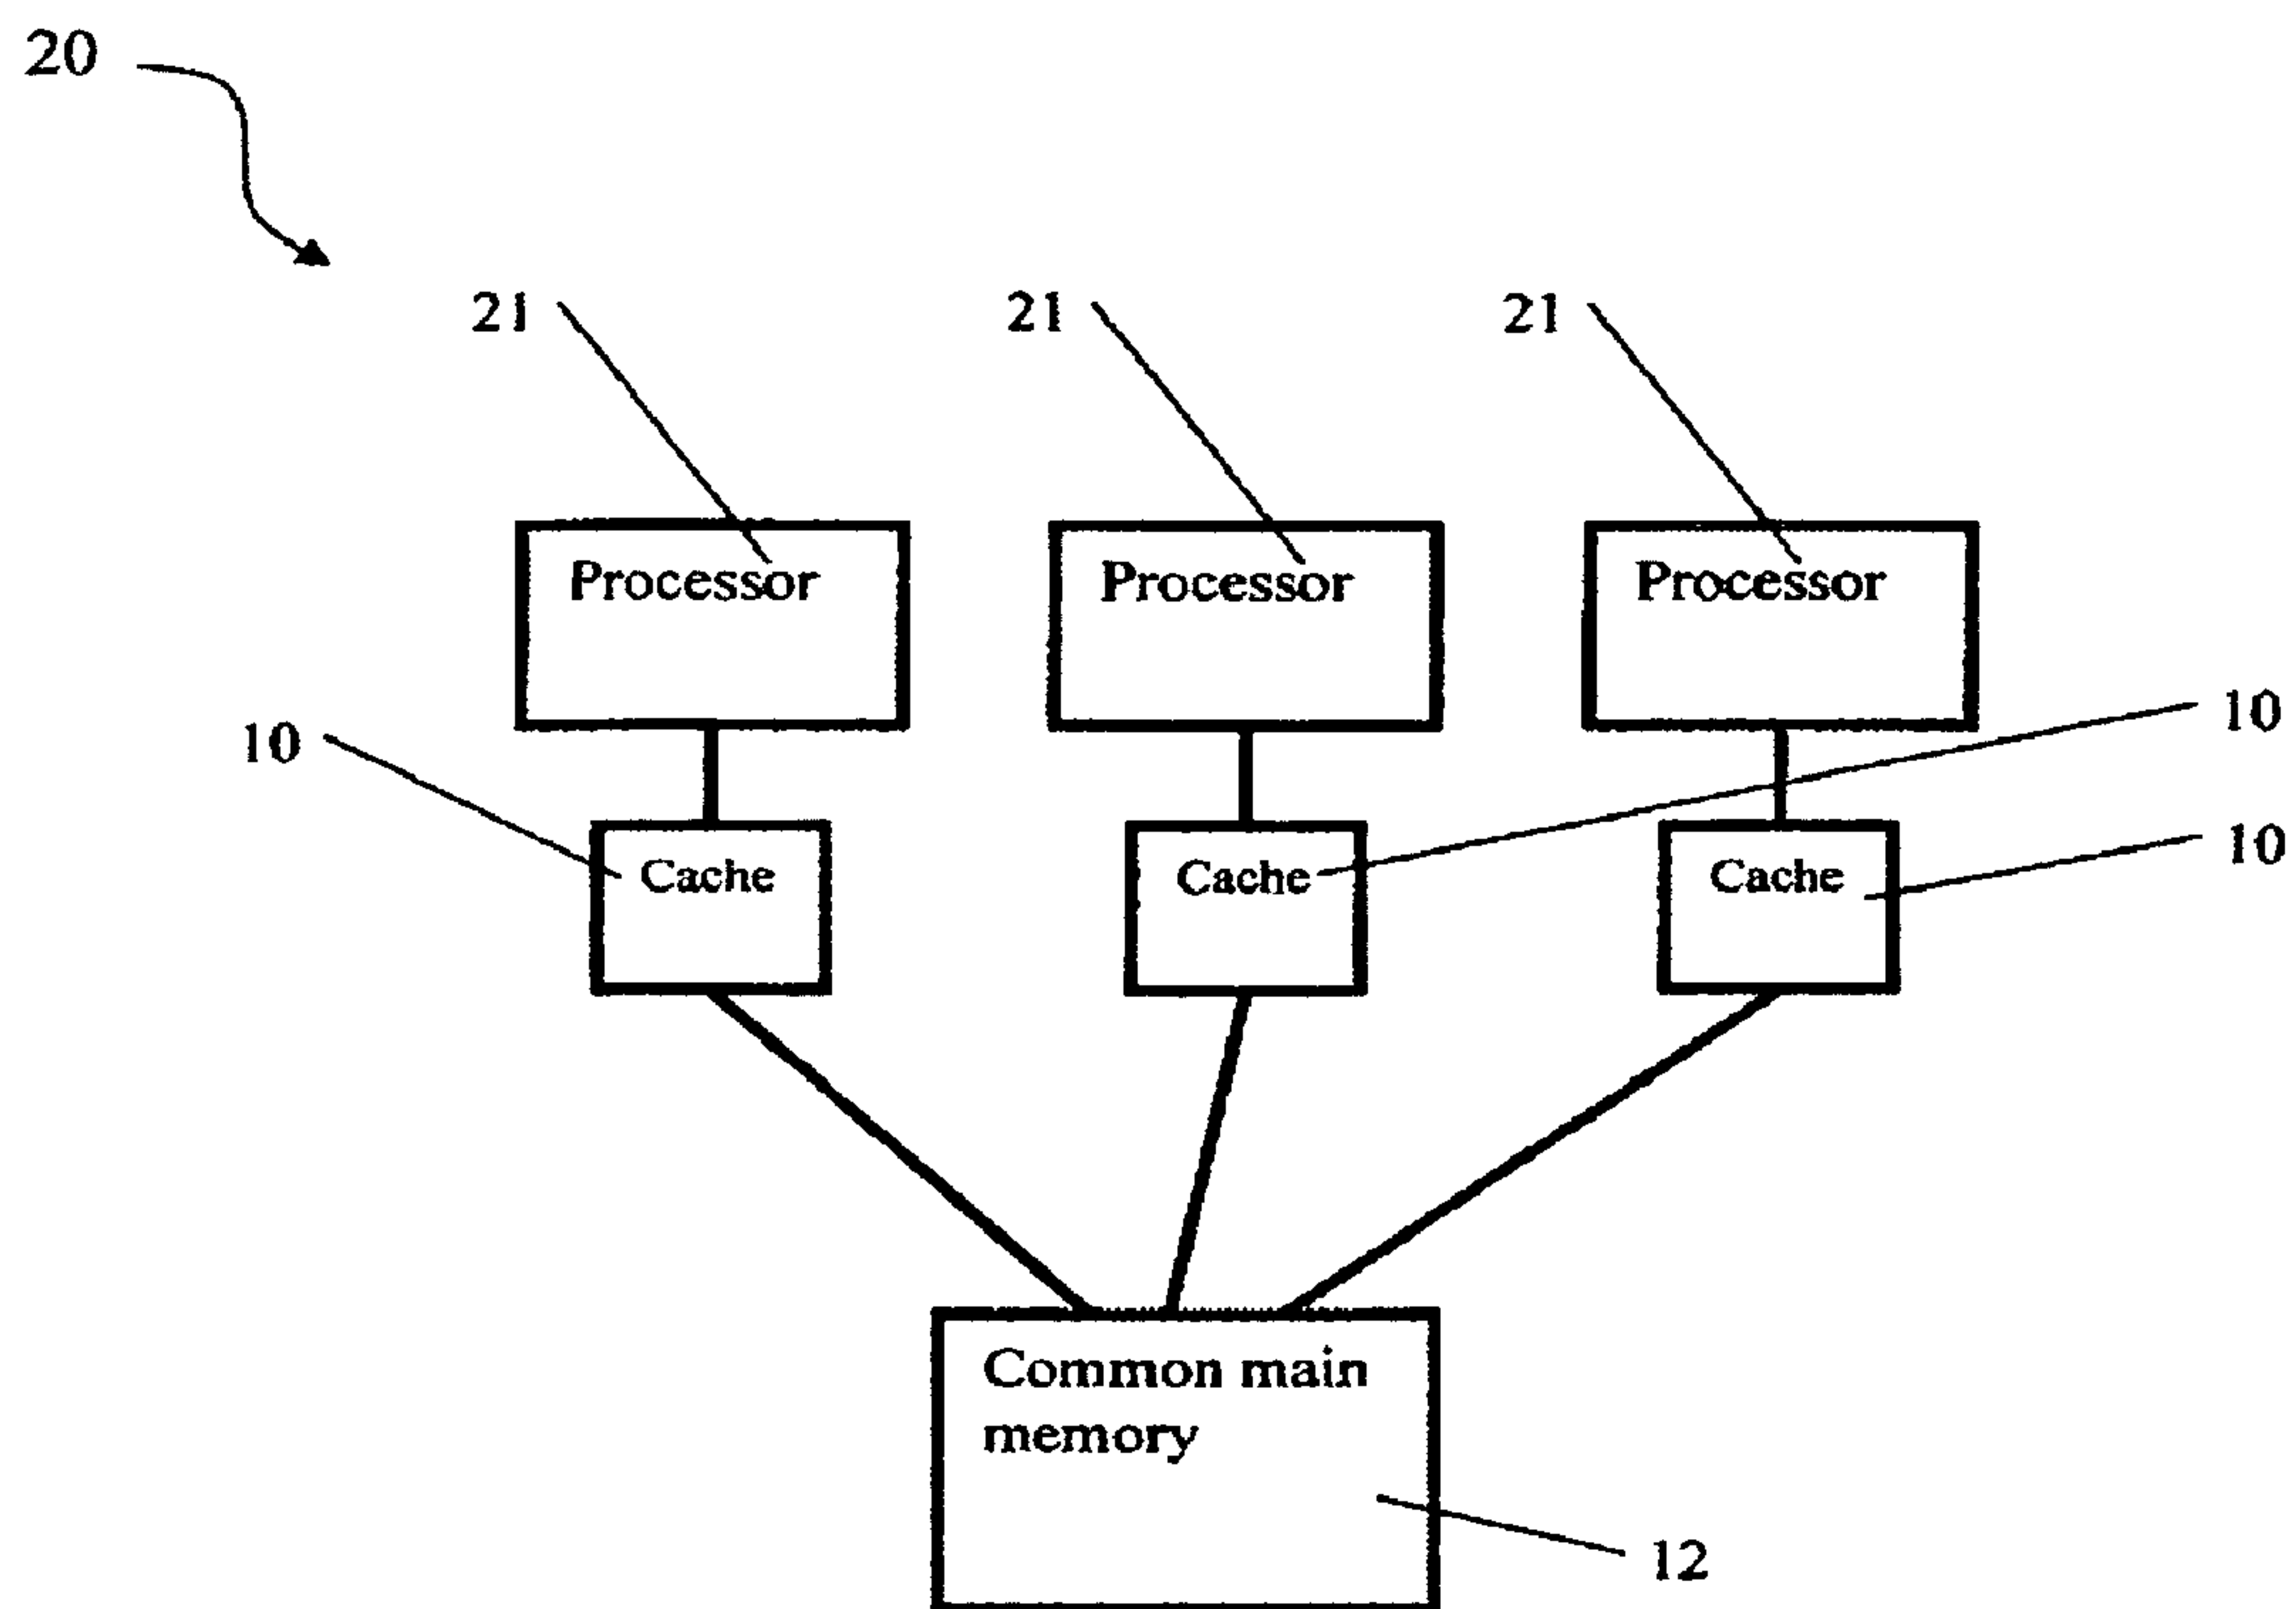 20
21
21
21
Processor
Processor
Processor
10
10
Cache
Cache
Cache
10
Common main
memory
12